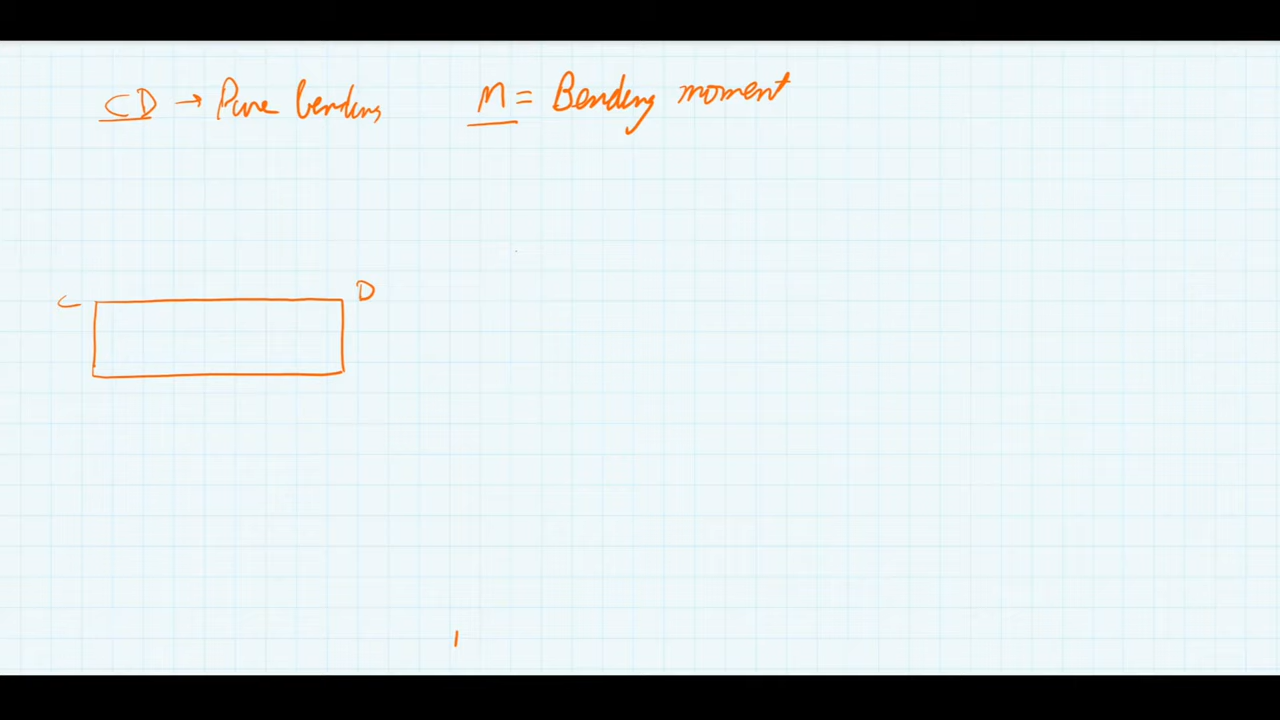 CD → Pure bending M = Bending moment
C D